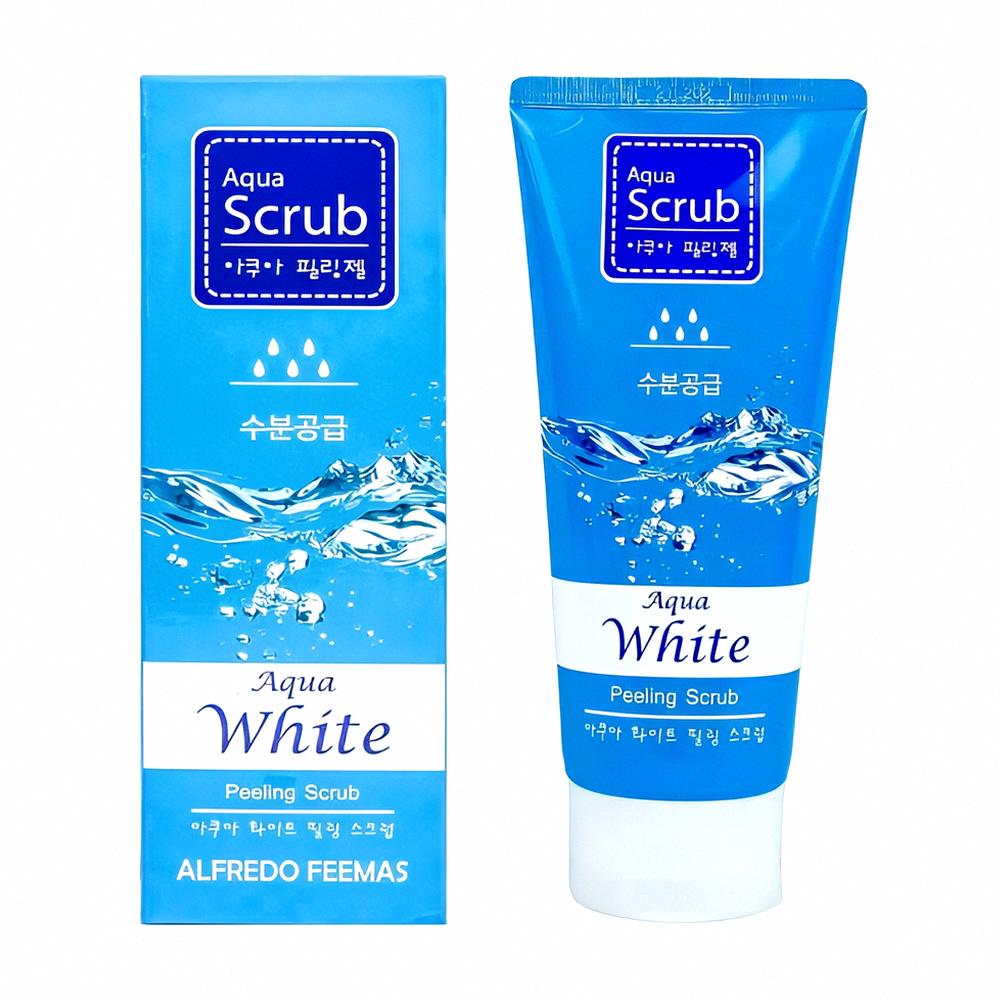 Aqua
Scrub
아쿠아 필링젤
수분공급
Aqua
White
Peeling Scrub
아쿠아 화이트 필링 스크럽
ALFREDO FEEMAS
Aqua
Scrub
아쿠아 필링젤
수분공급
Aqua
White
Peeling Scrub
아쿠아 화이트 필링 스크럽